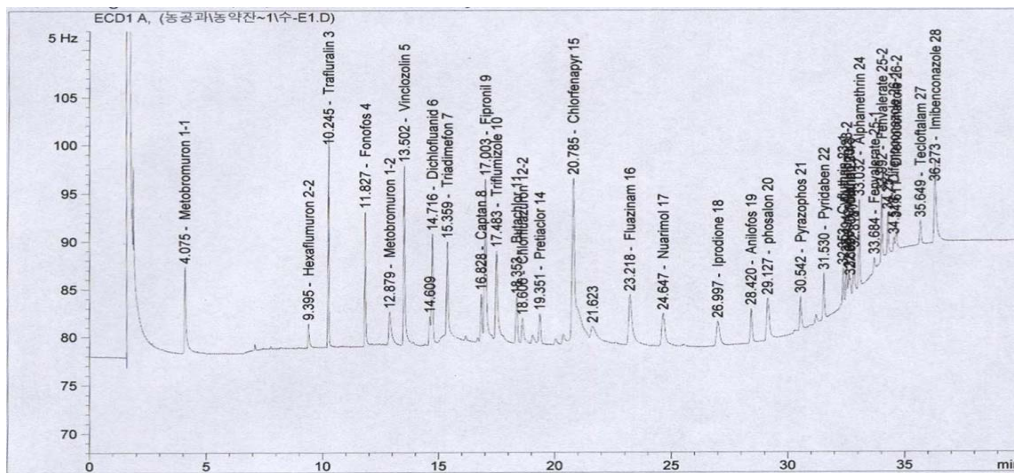 ECD1 A, (농공과\농약잔~1\수-E1.D)
5 Hz
105
100
95
90
85
80
75
70
0
5
10
15
20
25
30
35
min
4.075 - Metobromuron 1-1
9.395 - Hexaflumuron 2-2
10.245 - Trafluralin 3
11.827 - Fonofos 4
12.879 - Metobromuron 1-2
13.502 - Vinclozolin 5
14.609
14.716 - Dichlofluanid 6
15.359 - Triadimefon 7
16.828 - Captan 8
17.003 - Fipronil 9
17.483 - Triflumizole 10
18.606 - Chlorfluazuron 12-2
19.351 - Pretiaclor 14
20.785 - Chlorfenapyr 15
21.623
23.218 - Fluazinam 16
24.647 - Nuarimol 17
26.997 - Iprodione 18
28.420 - Anilofos 19
29.127 - phosalon 20
30.542 - Pyrazophos 21
31.530 - Pyridaben 22
33.032 - Alphamethrin 24
33.684 - Fenvalerate 25-1
35.649 - Tecloftalam 27
36.273 - Imibenconazole 28